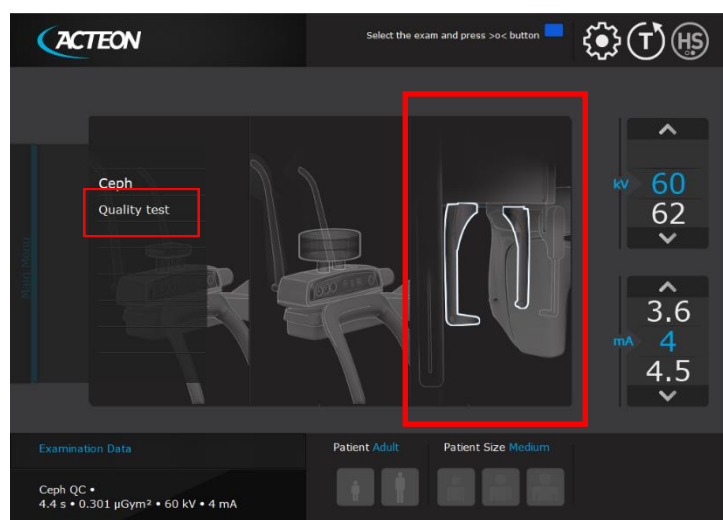 ACTEON
Select the exam and press >o< button
T
HS
Ceph
Quality test
Main Menu
kV
60
62
3.6
mA
4
4.5
Examination Data
Patient Adult
Patient Size Medium
Ceph QC •
4.4 s • 0.301 µGym² • 60 kV • 4 mA